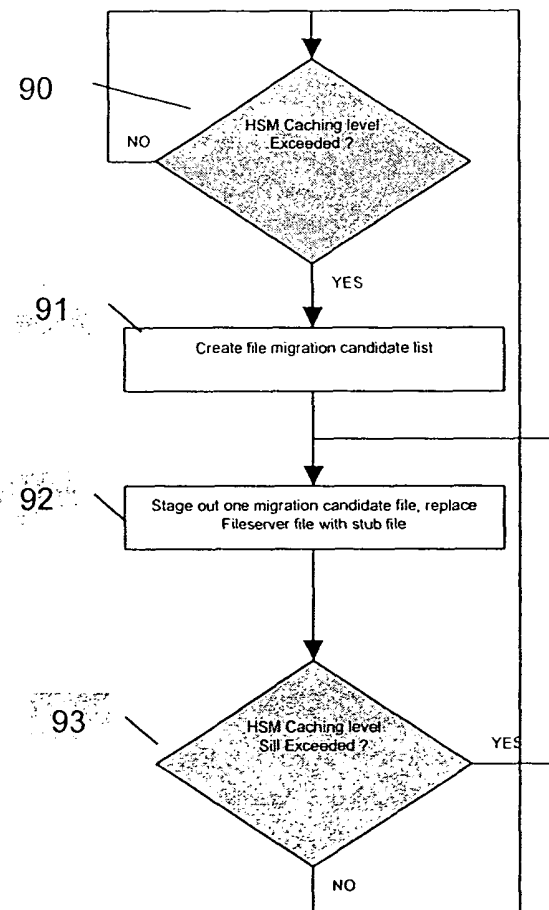 90
HSM Caching level
Exceeded ?
NO
YES
91
Create file migration candidate list
92
Stage out one migration candidate file, replace
Fileserver file with stub file
93
HSM Caching level
Sill Exceeded ?
YES
NO